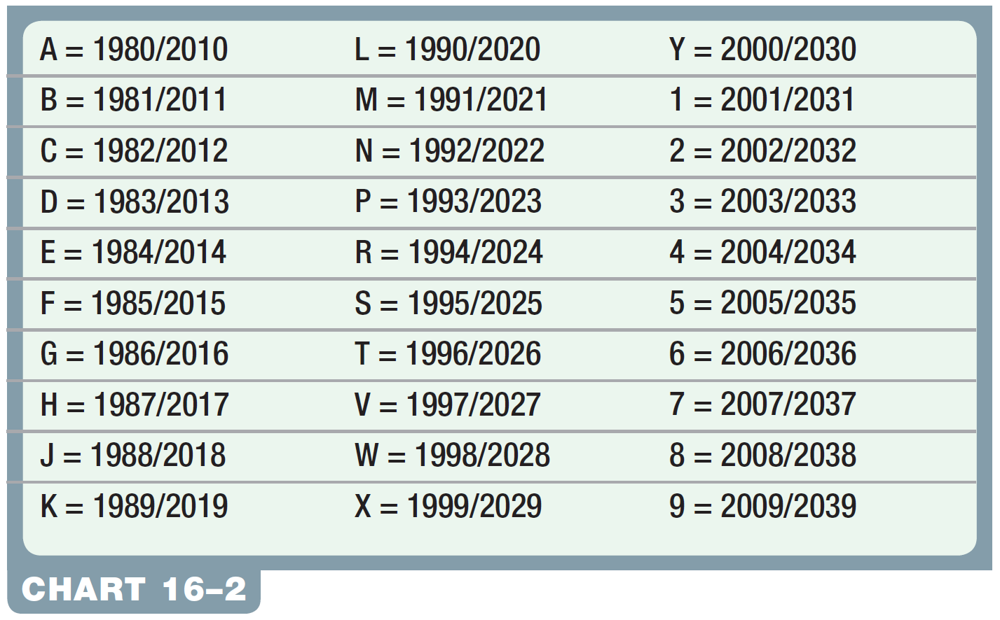 A = 1980/2010 L = 1990/2020 Y = 2000/2030
B = 1981/2011 M = 1991/2021 1 = 2001/2031
C = 1982/2012 N = 1992/2022 2 = 2002/2032
D = 1983/2013 P = 1993/2023 3 = 2003/2033
E = 1984/2014 R = 1994/2024 4 = 2004/2034
F = 1985/2015 S = 1995/2025 5 = 2005/2035
G = 1986/2016 T = 1996/2026 6 = 2006/2036
H = 1987/2017 V = 1997/2027 7 = 2007/2037
J = 1988/2018 W = 1998/2028 8 = 2008/2038
K = 1989/2019 X = 1999/2029 9 = 2009/2039
CHART 16–2